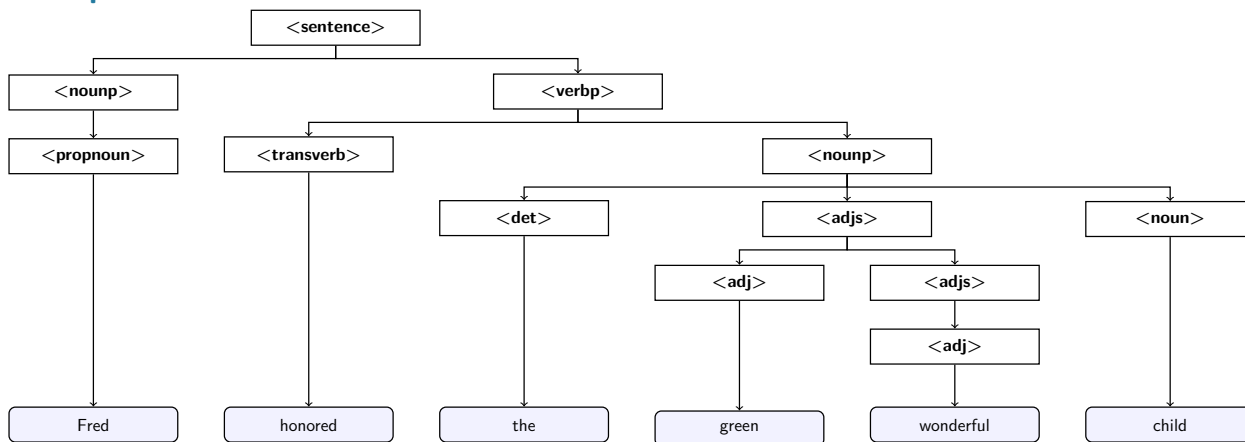 <sentence>
<nounp> <verbp>
<propnoun> <transverb> <nounp>
<det> <adjs> <noun>
<adj> <adjs>
<adj>
Fred honored the green wonderful child